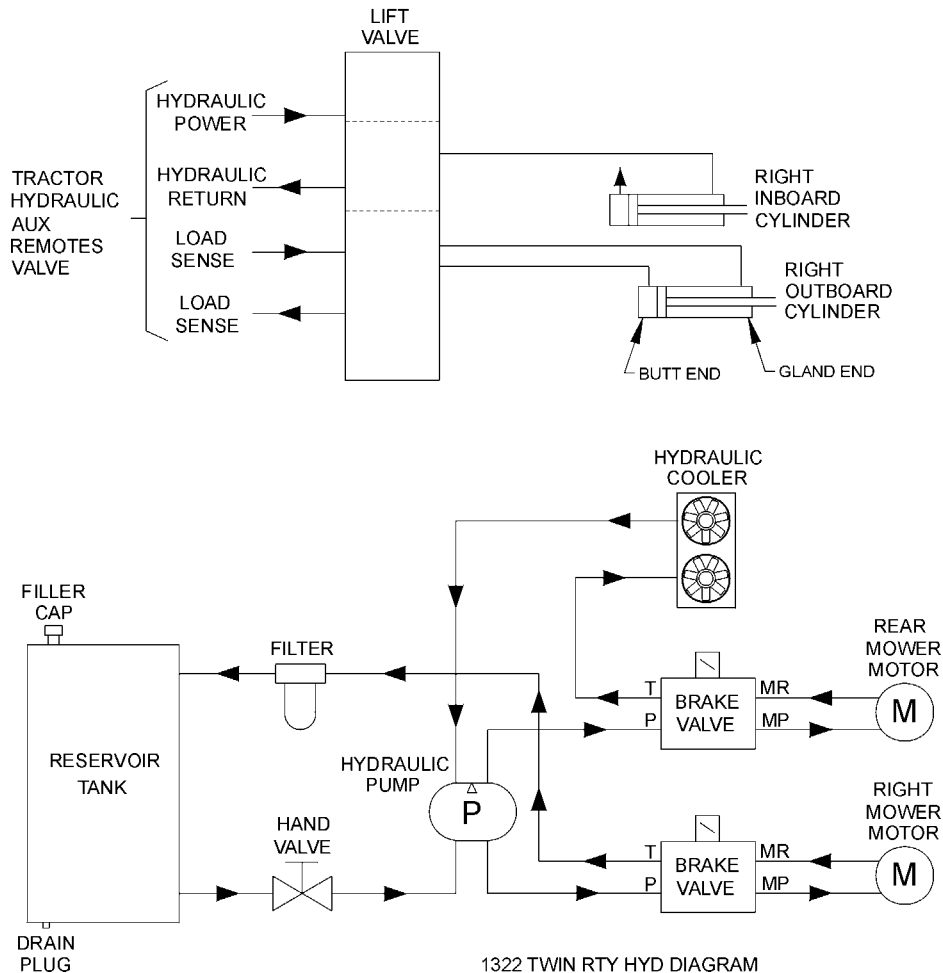 LIFT
VALVE
HYDRAULIC
POWER
TRACTOR
HYDRAULIC
AUX
REMOTES
VALVE
HYDRAULIC
RETURN
LOAD
SENSE
LOAD
SENSE
RIGHT
INBOARD
CYLINDER
RIGHT
OUTBOARD
CYLINDER
BUTT END
GLAND END
HYDRAULIC
COOLER
FILLER
CAP
FILTER
REAR
MOWER
MOTOR
T
P
BRAKE
VALVE
MR
MP
M
RESERVOIR
TANK
HYDRAULIC
PUMP
P
HAND
VALVE
RIGHT
MOWER
MOTOR
T
P
BRAKE
VALVE
MR
MP
M
DRAIN
PLUG
1322 TWIN RTY HYD DIAGRAM